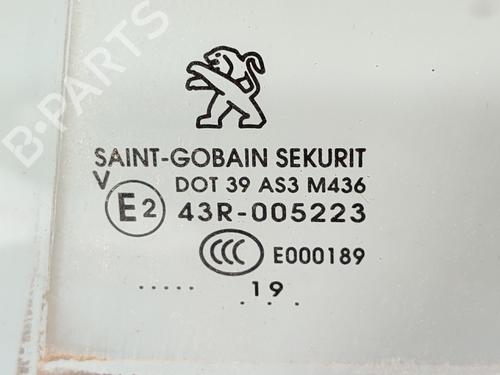 B-PARTS
SAINT-GOBAIN SEKURIT
V
DOT 39 AS3 M436
E2 43R-005223
CCC E000189
..... 19
. . . .